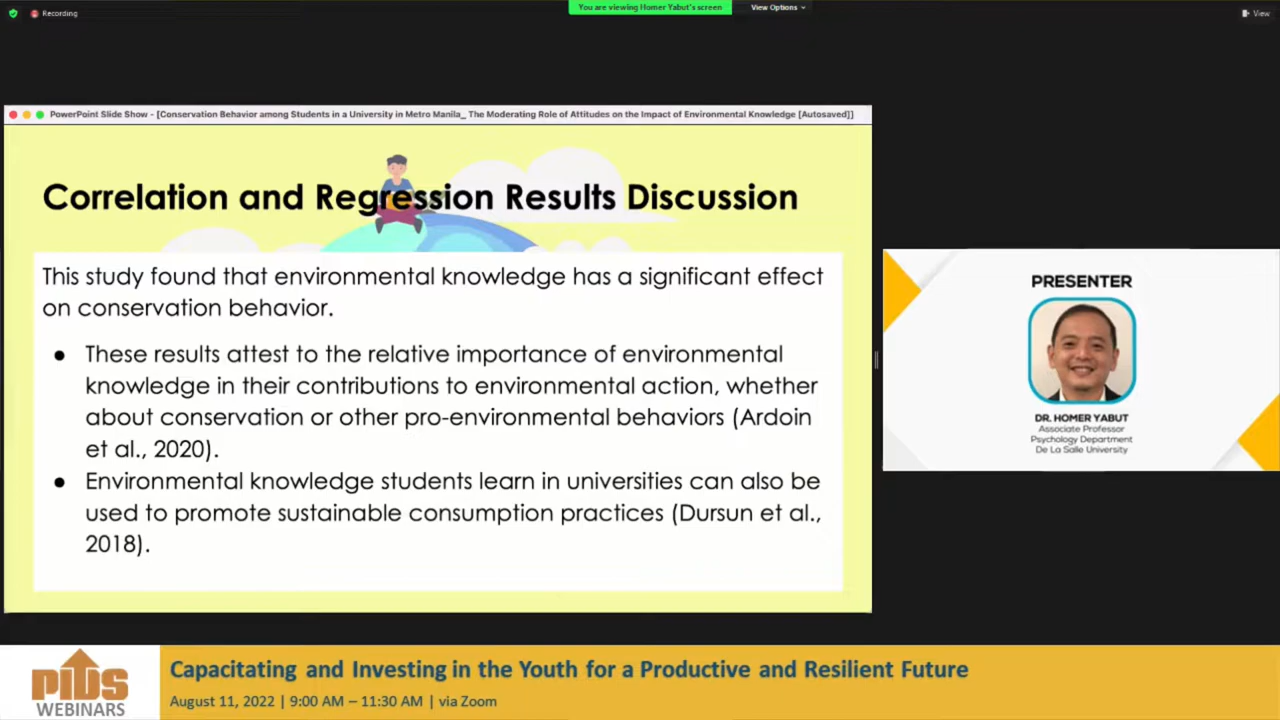 Recording
You are viewing Homer Yabut's screen
View Options
View
PowerPoint Slide Show - [Conservation Behavior among Students in a University in Metro Manila_ The Moderating Role of Attitudes on the Impact of Environmental Knowledge [Autosaved]]
Correlation and Regression Results Discussion
This study found that environmental knowledge has a significant effect
on conservation behavior.
● These results attest to the relative importance of environmental
knowledge in their contributions to environmental action, whether
about conservation or other pro-environmental behaviors (Ardoin
et al., 2020).
● Environmental knowledge students learn in universities can also be
used to promote sustainable consumption practices (Dursun et al.,
2018).
PRESENTER
DR. HOMER YABUT
Associate Professor
Psychology Department
De La Salle University
PIDS
WEBINARS
Capacitating and Investing in the Youth for a Productive and Resilient Future
August 11, 2022 | 9:00 AM – 11:30 AM | via Zoom